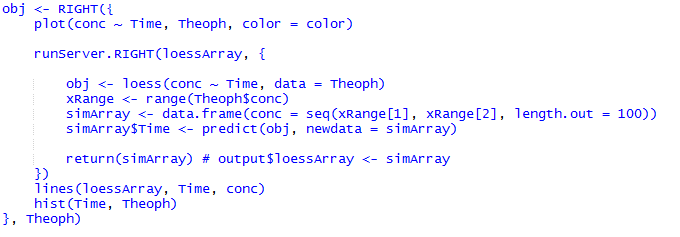 obj <- RIGHT({
    plot(conc ~ Time, Theoph, color = color)

    runServer.RIGHT(loessArray, {

        obj <- loess(conc ~ Time, data = Theoph)
        xRange <- range(Theoph$conc)
        simArray <- data.frame(conc = seq(xRange[1], xRange[2], length.out = 100))
        simArray$Time <- predict(obj, newdata = simArray)

        return(simArray) # output$loessArray <- simArray
    })
    lines(loessArray, Time, conc)
    hist(Time, Theoph)
}, Theoph)